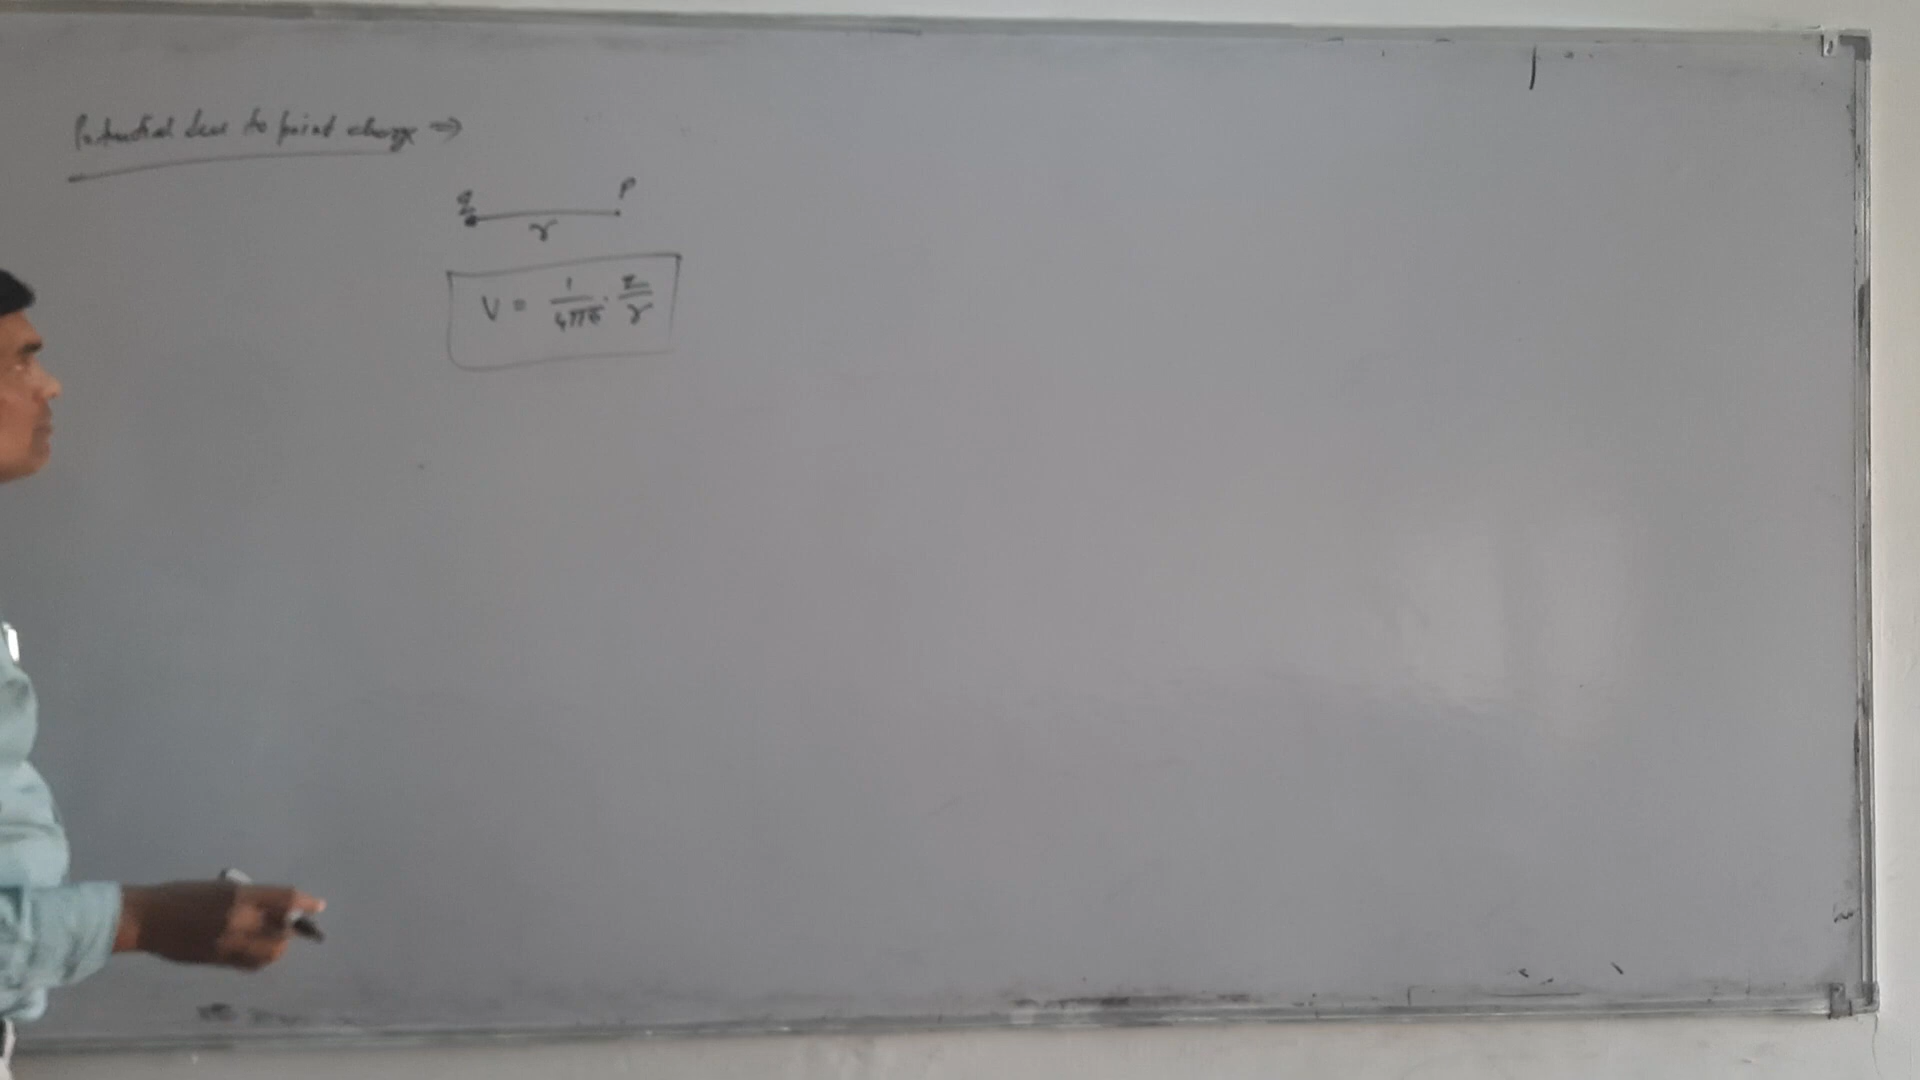 Potential due to point charge ⇒
q P
r
V = 1/4πε₀ · q/r